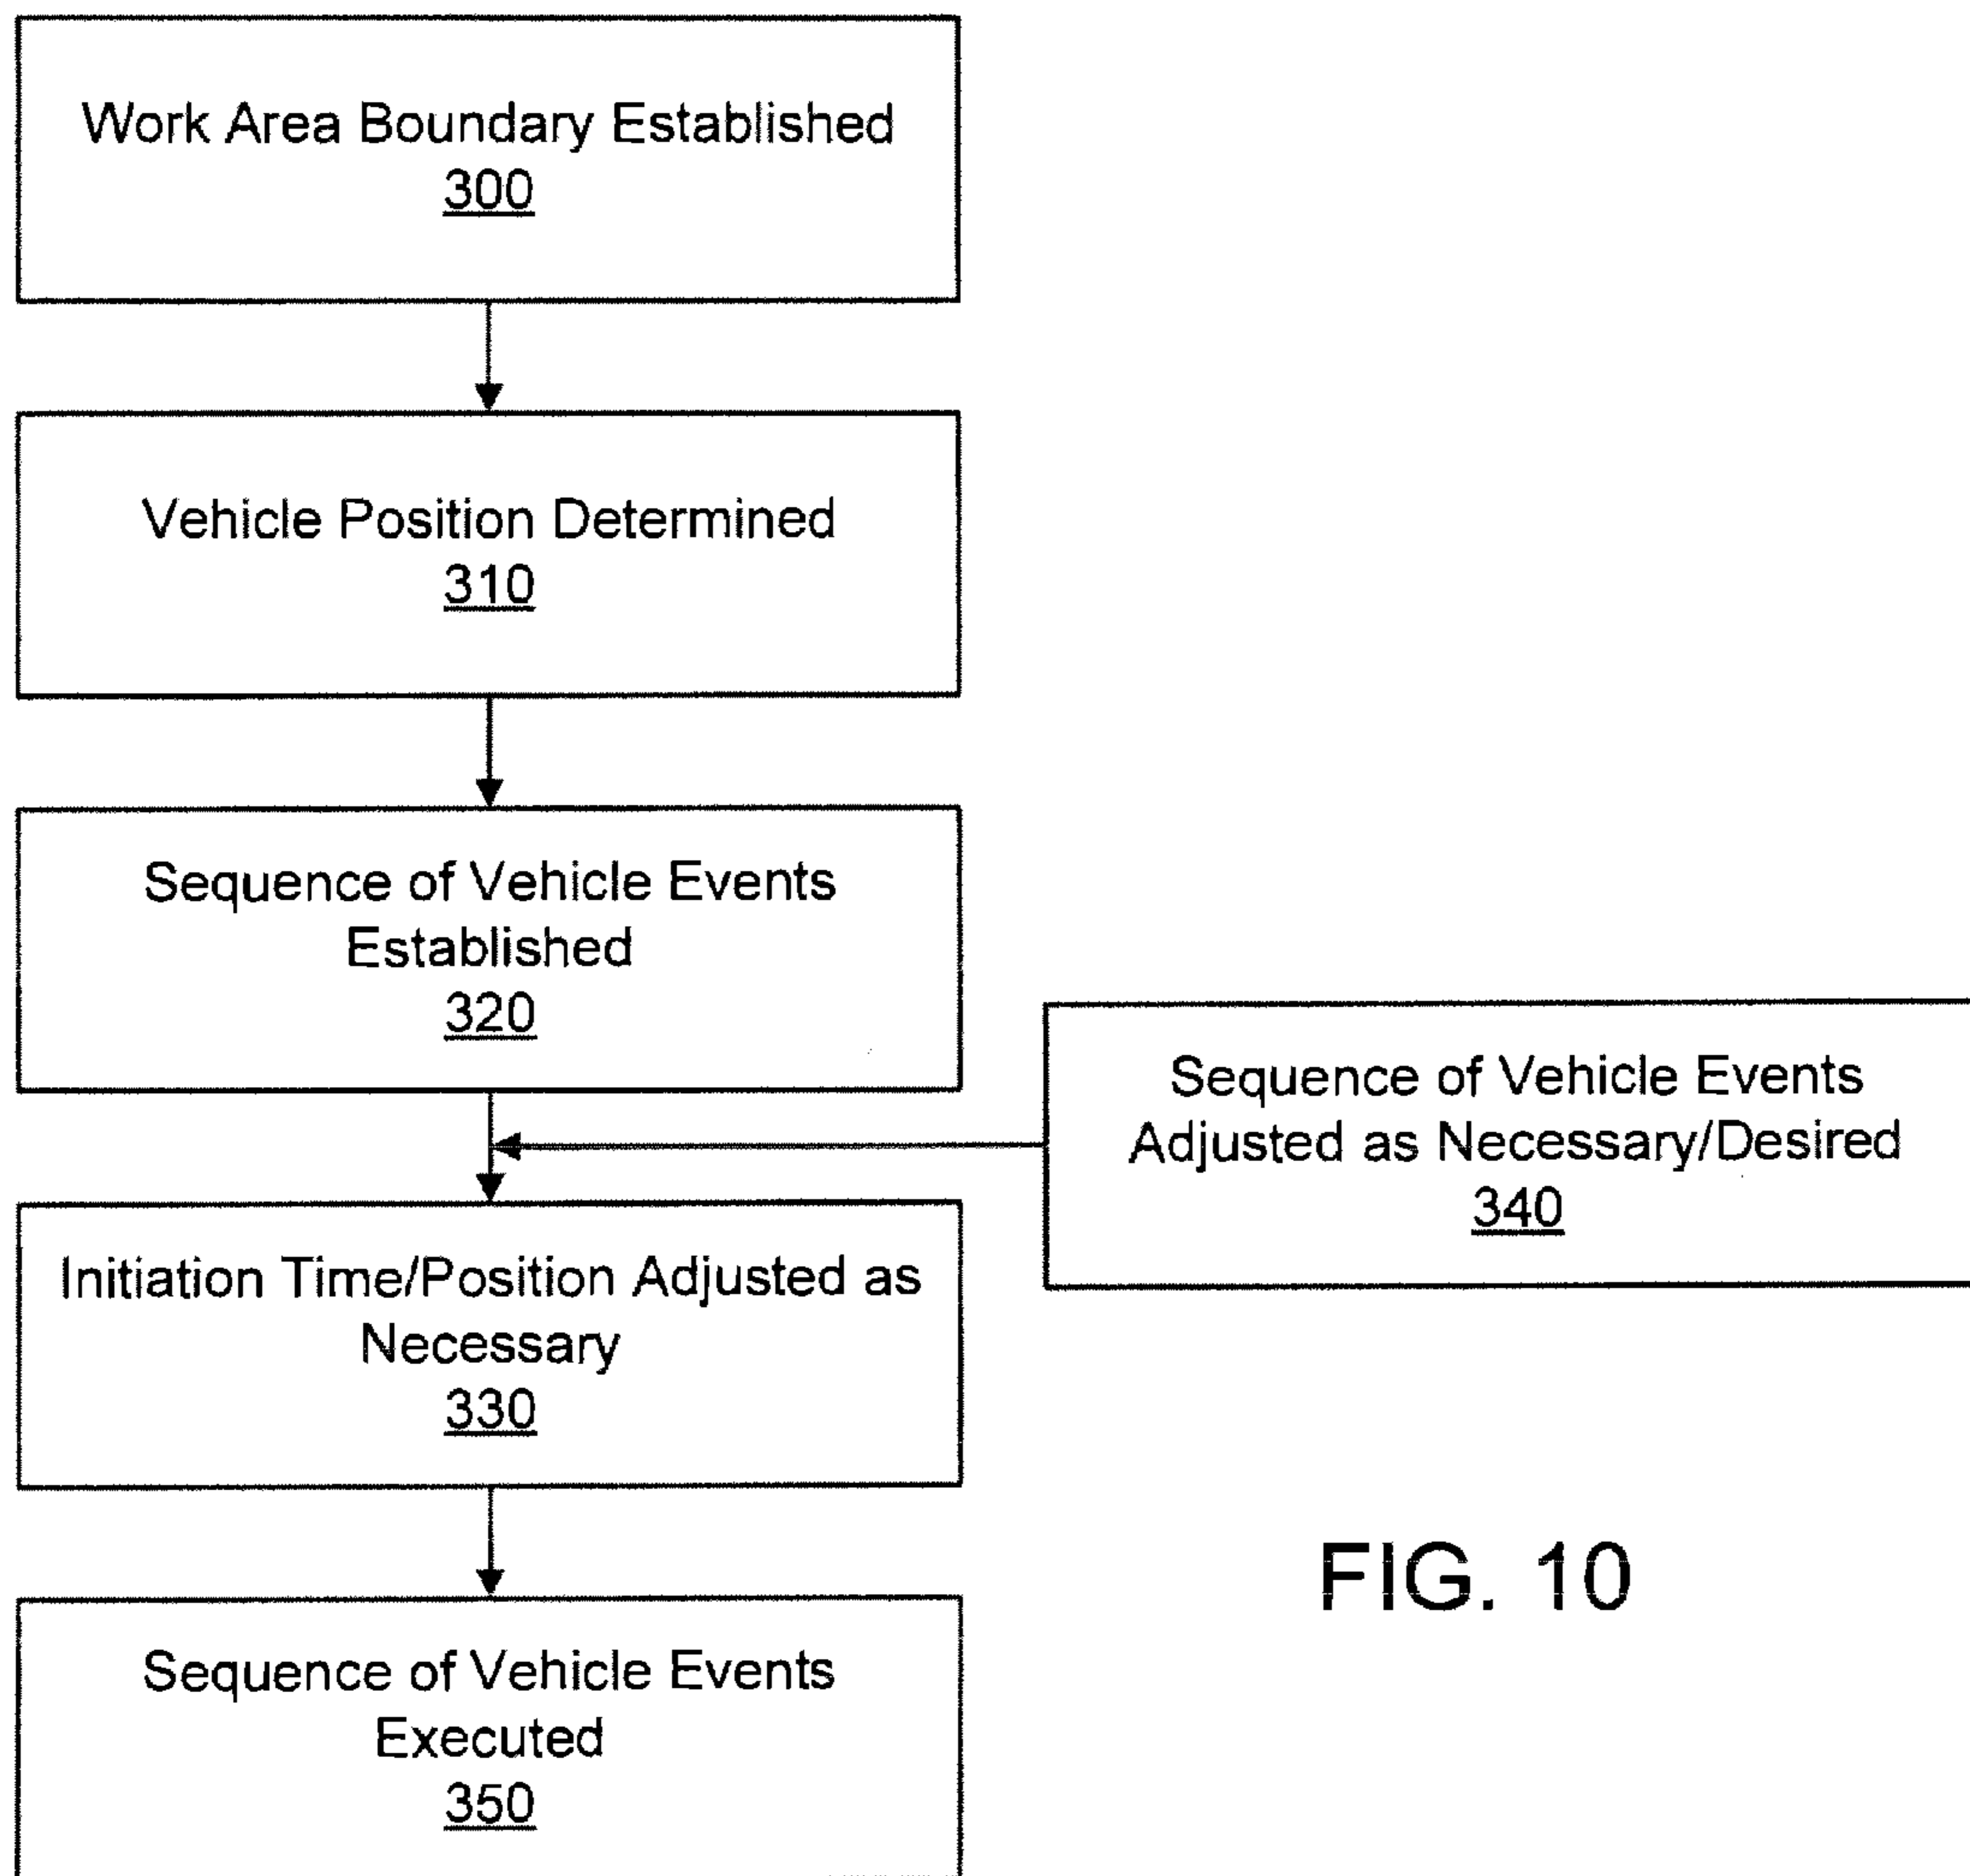 Work Area Boundary Established
300
Vehicle Position Determined
310
Sequence of Vehicle Events
Established
320
Sequence of Vehicle Events
Adjusted as Necessary/Desired
340
Initiation Time/Position Adjusted as
Necessary
330
Sequence of Vehicle Events
Executed
350
FIG. 10